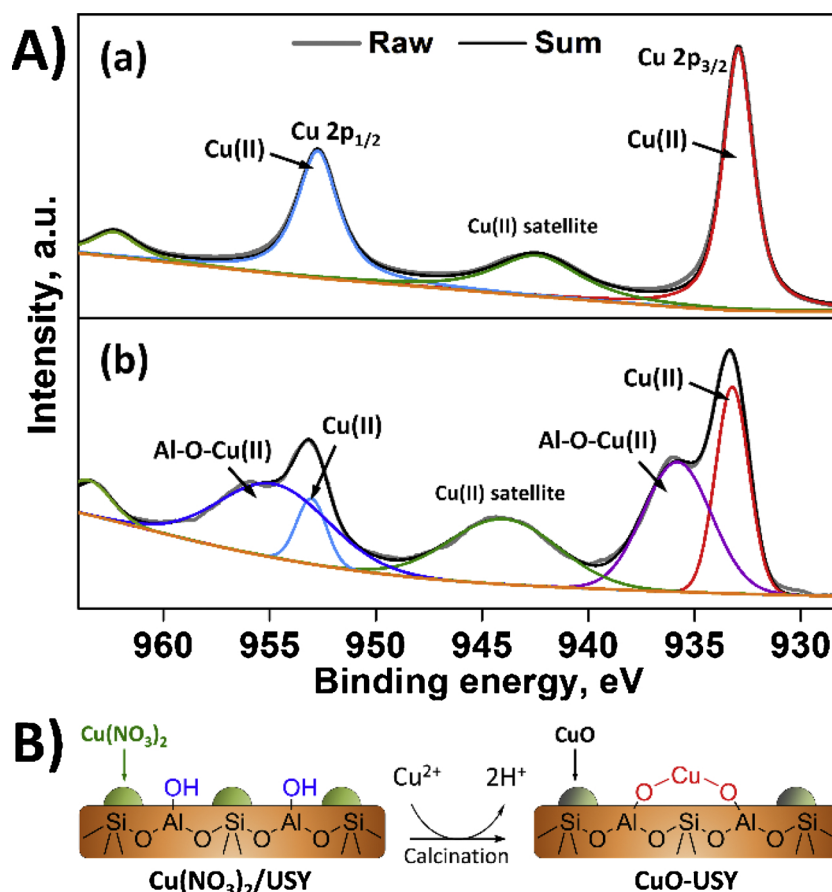 A)
(a)
Raw
Sum
Cu 2p3/2
Cu 2p1/2
Cu(II)
Cu(II)
Cu(II) satellite
Intensity, a.u.
(b)
Cu(II)
Al-O-Cu(II)
Cu(II)
Al-O-Cu(II)
Cu(II) satellite
960 955 950 945 940 935 930
Binding energy, eV
B)
Cu(NO3)2
OH OH
Si O Al O Si O Al O Si
Cu(NO3)2/USY
Cu2+ 2H+
Calcination
CuO
Cu
O O
Si O Al O Si O Al O Si
CuO-USY